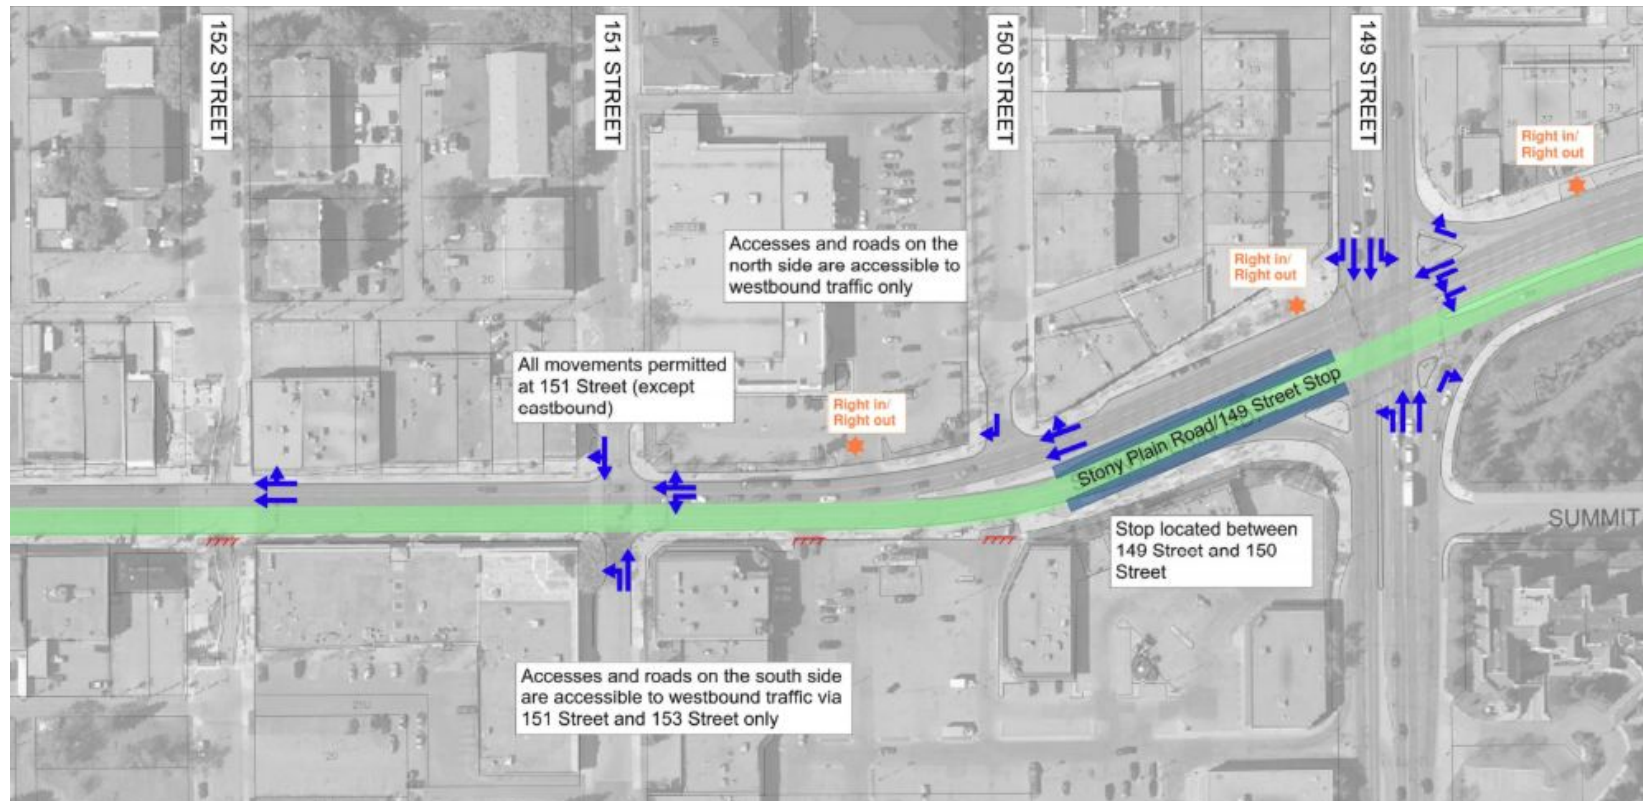 152 STREET
151 STREET
150 STREET
149 STREET
Right in/
Right out
Accesses and roads on the
north side are accessible to
westbound traffic only
Right in/
Right out
All movements permitted
at 151 Street (except
eastbound)
Right in/
Right out
Stony Plain Road/149 Street Stop
Stop located between
149 Street and 150
Street
SUMMIT
Accesses and roads on the south side
are accessible to westbound traffic via
151 Street and 153 Street only